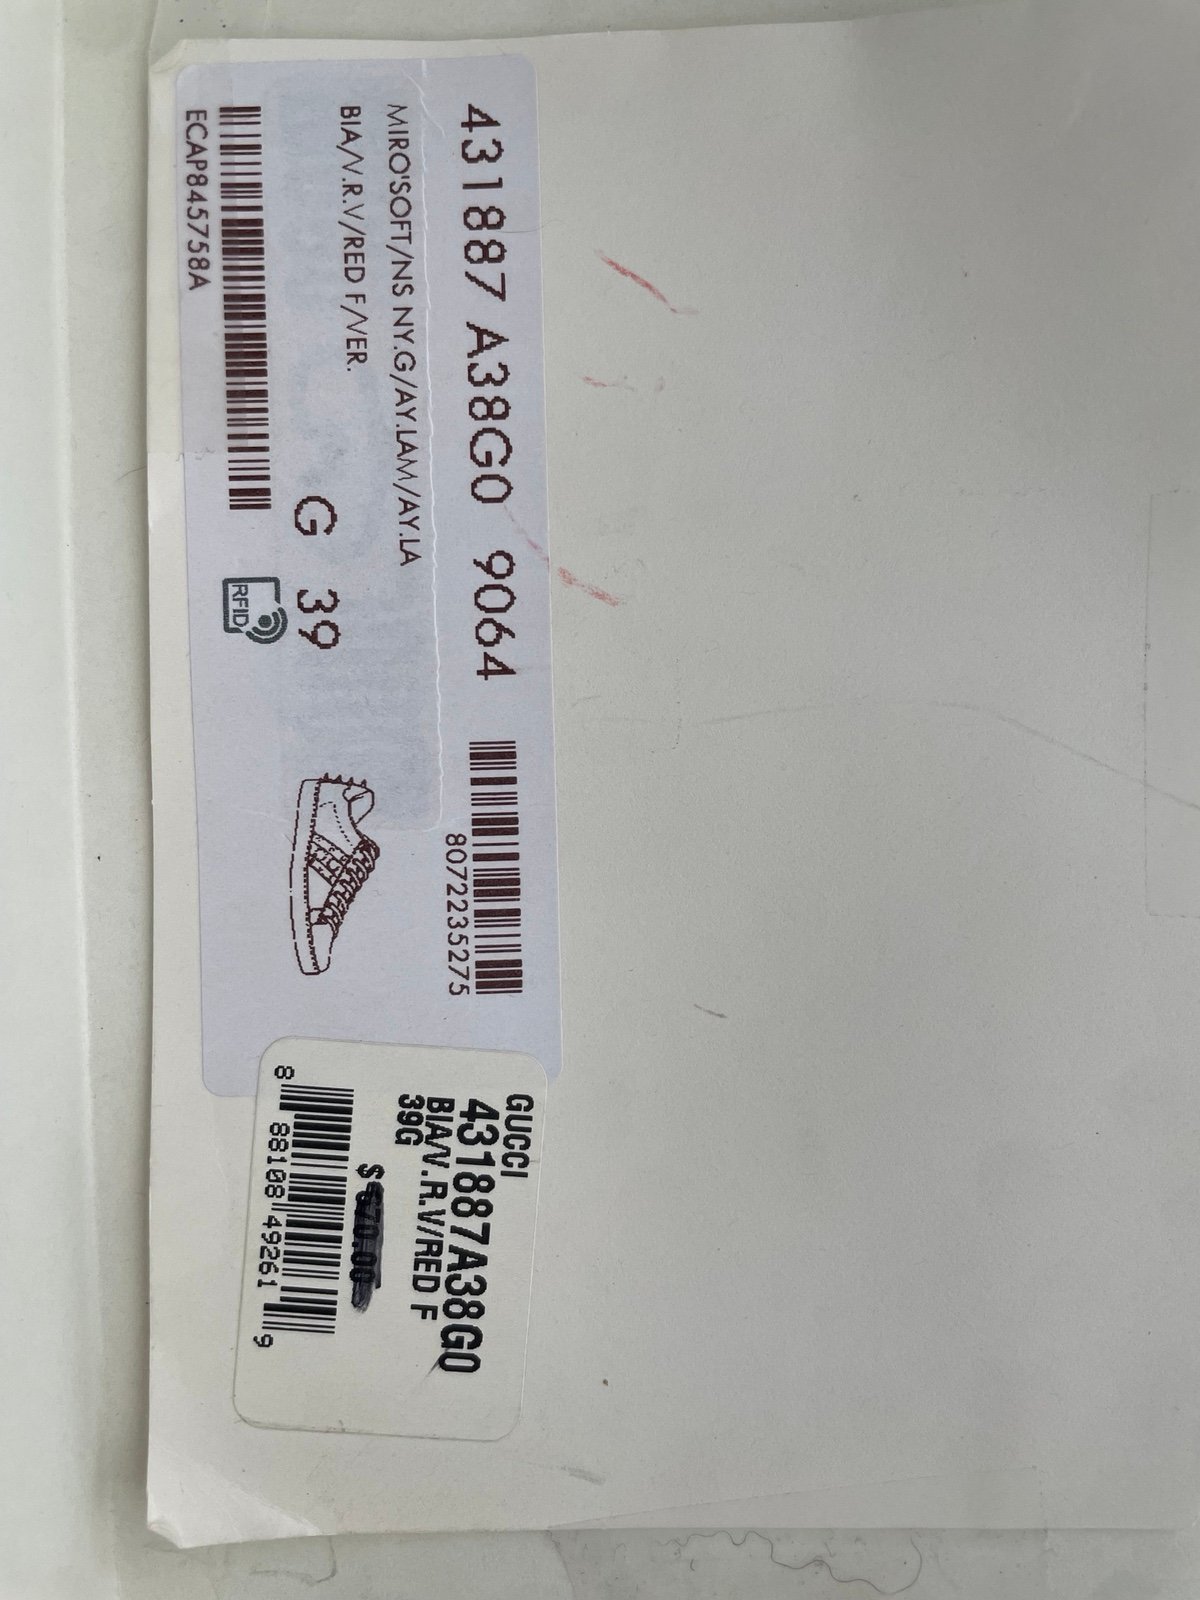 431887 A38G0 9064
8072235275
MIRO'SOFT/NS NY.G/AY.LAM/AY.LA
BIA/V.R.V/RED F/VER.
G 39
ECAP845758A
RFID
GUCCI
431887A38G0
BIA/V.R.V/RED F
39G
$
8 88108 49261 9